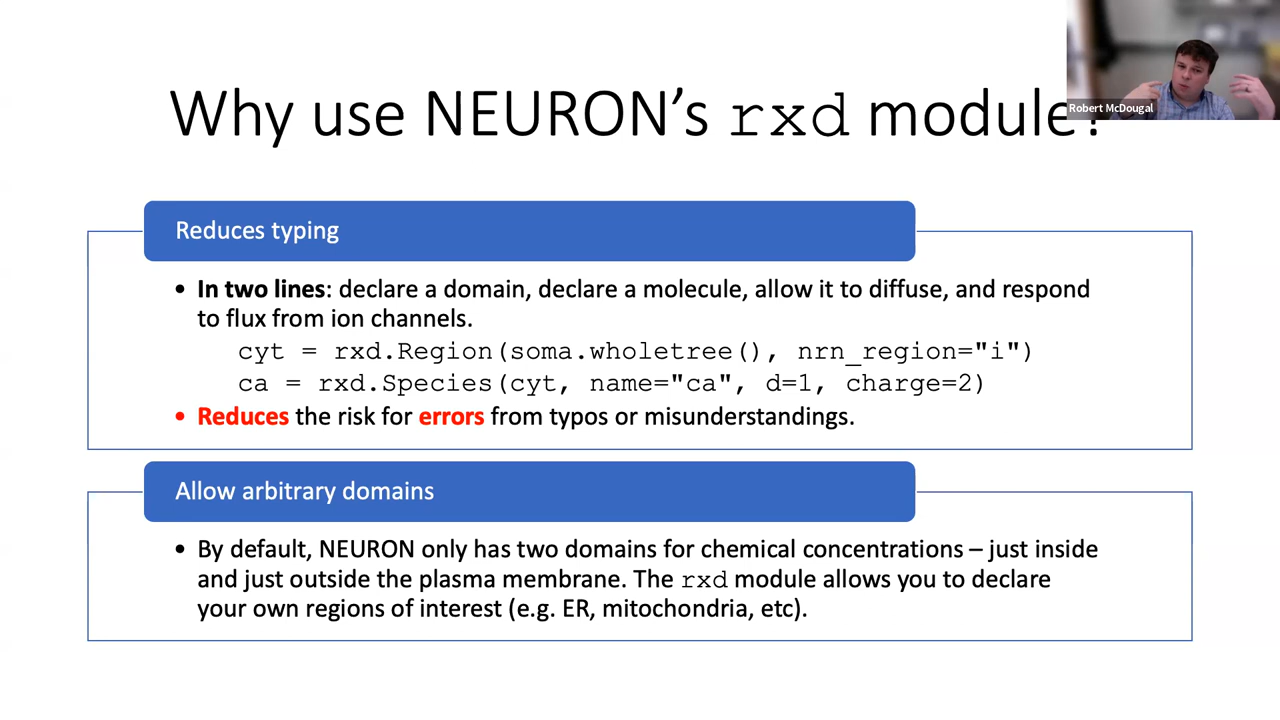 Why use NEURON’s rxd module?
Robert McDougal
Reduces typing
• In two lines: declare a domain, declare a molecule, allow it to diffuse, and respond
to flux from ion channels.
cyt = rxd.Region(soma.wholetree(), nrn_region="i")
ca = rxd.Species(cyt, name="ca", d=1, charge=2)
• Reduces the risk for errors from typos or misunderstandings.
Allow arbitrary domains
• By default, NEURON only has two domains for chemical concentrations – just inside
and just outside the plasma membrane. The rxd module allows you to declare
your own regions of interest (e.g. ER, mitochondria, etc).